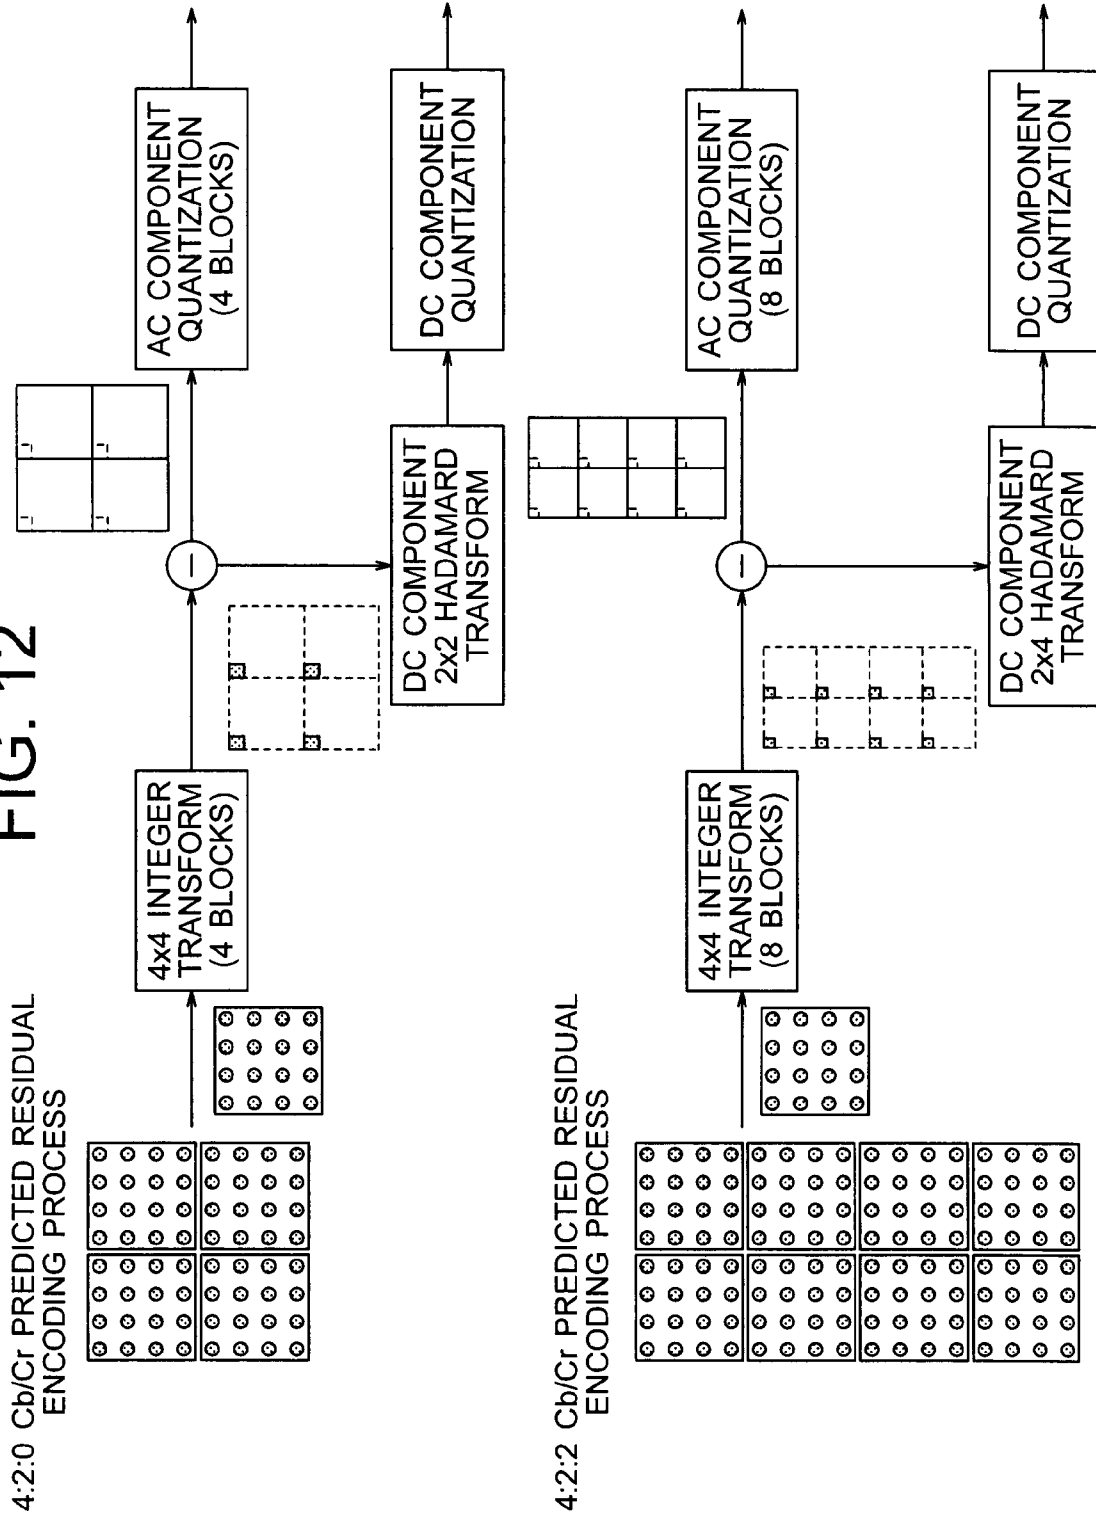 FIG. 12
4:2:0 Cb/Cr PREDICTED RESIDUAL
ENCODING PROCESS
4x4 INTEGER
TRANSFORM
(4 BLOCKS)
AC COMPONENT
QUANTIZATION
(4 BLOCKS)
DC COMPONENT
2x2 HADAMARD
TRANSFORM
DC COMPONENT
QUANTIZATION
4:2:2 Cb/Cr PREDICTED RESIDUAL
ENCODING PROCESS
4x4 INTEGER
TRANSFORM
(8 BLOCKS)
AC COMPONENT
QUANTIZATION
(8 BLOCKS)
DC COMPONENT
2x4 HADAMARD
TRANSFORM
DC COMPONENT
QUANTIZATION